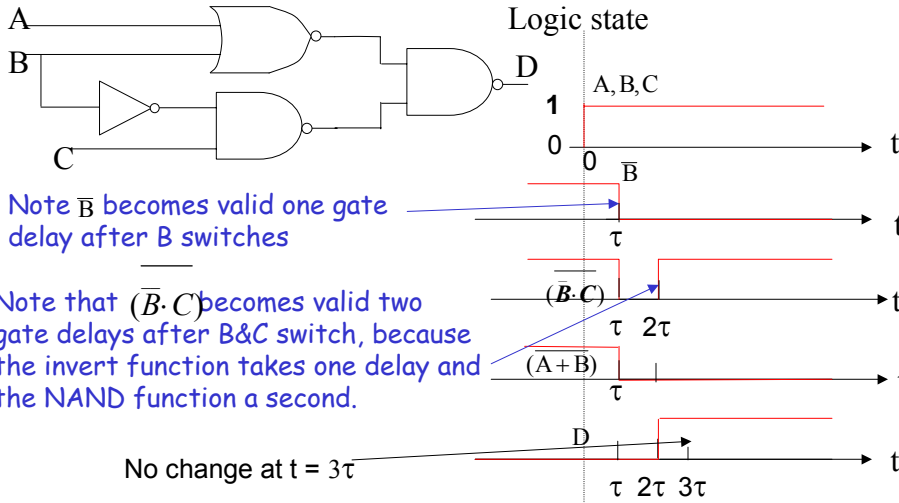 A
B
C
D
Logic state
A, B, C
1
0
0
t
B̅
Note B̅ becomes valid one gate
delay after B switches
τ
t
(B̅·C)̅
Note that (B̅·C)̅ becomes valid two
gate delays after B&C switch, because
the invert function takes one delay and
the NAND function a second.
(B̅·C)̅
τ 2τ
t
(A+B)̅
τ
D
No change at t = 3τ
τ 2τ 3τ
t